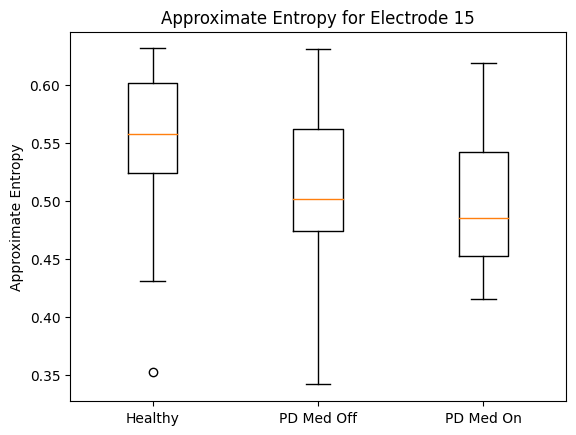 Approximate Entropy for Electrode 15
Approximate Entropy
0.60
0.55
0.50
0.45
0.40
0.35
Healthy
PD Med Off
PD Med On